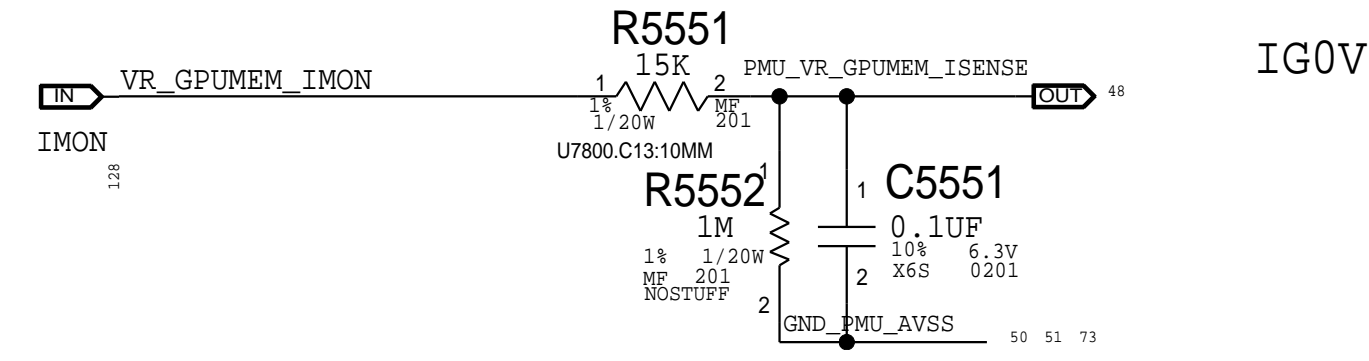 R5551
IG0V
15K
VR_GPUMEM_IMON
PMU_VR_GPUMEM_ISENSE
IN
1
2
OUT
48
1%
MF
1/20W
201
IMON
U7800.C13:10MM
128
1
R5552
1
C5551
1M
0.1UF
1%
1/20W
10%
6.3V
MF
201
X6S
0201
NOSTUFF
2
2
GND_PMU_AVSS
50 51 73